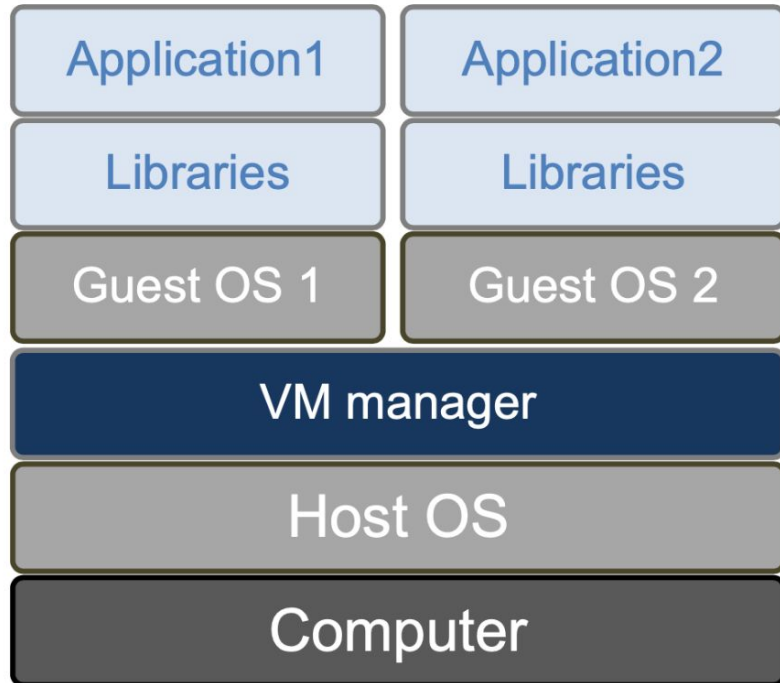 Application1
Application2
Libraries
Libraries
Guest OS 1
Guest OS 2
VM manager
Host OS
Computer